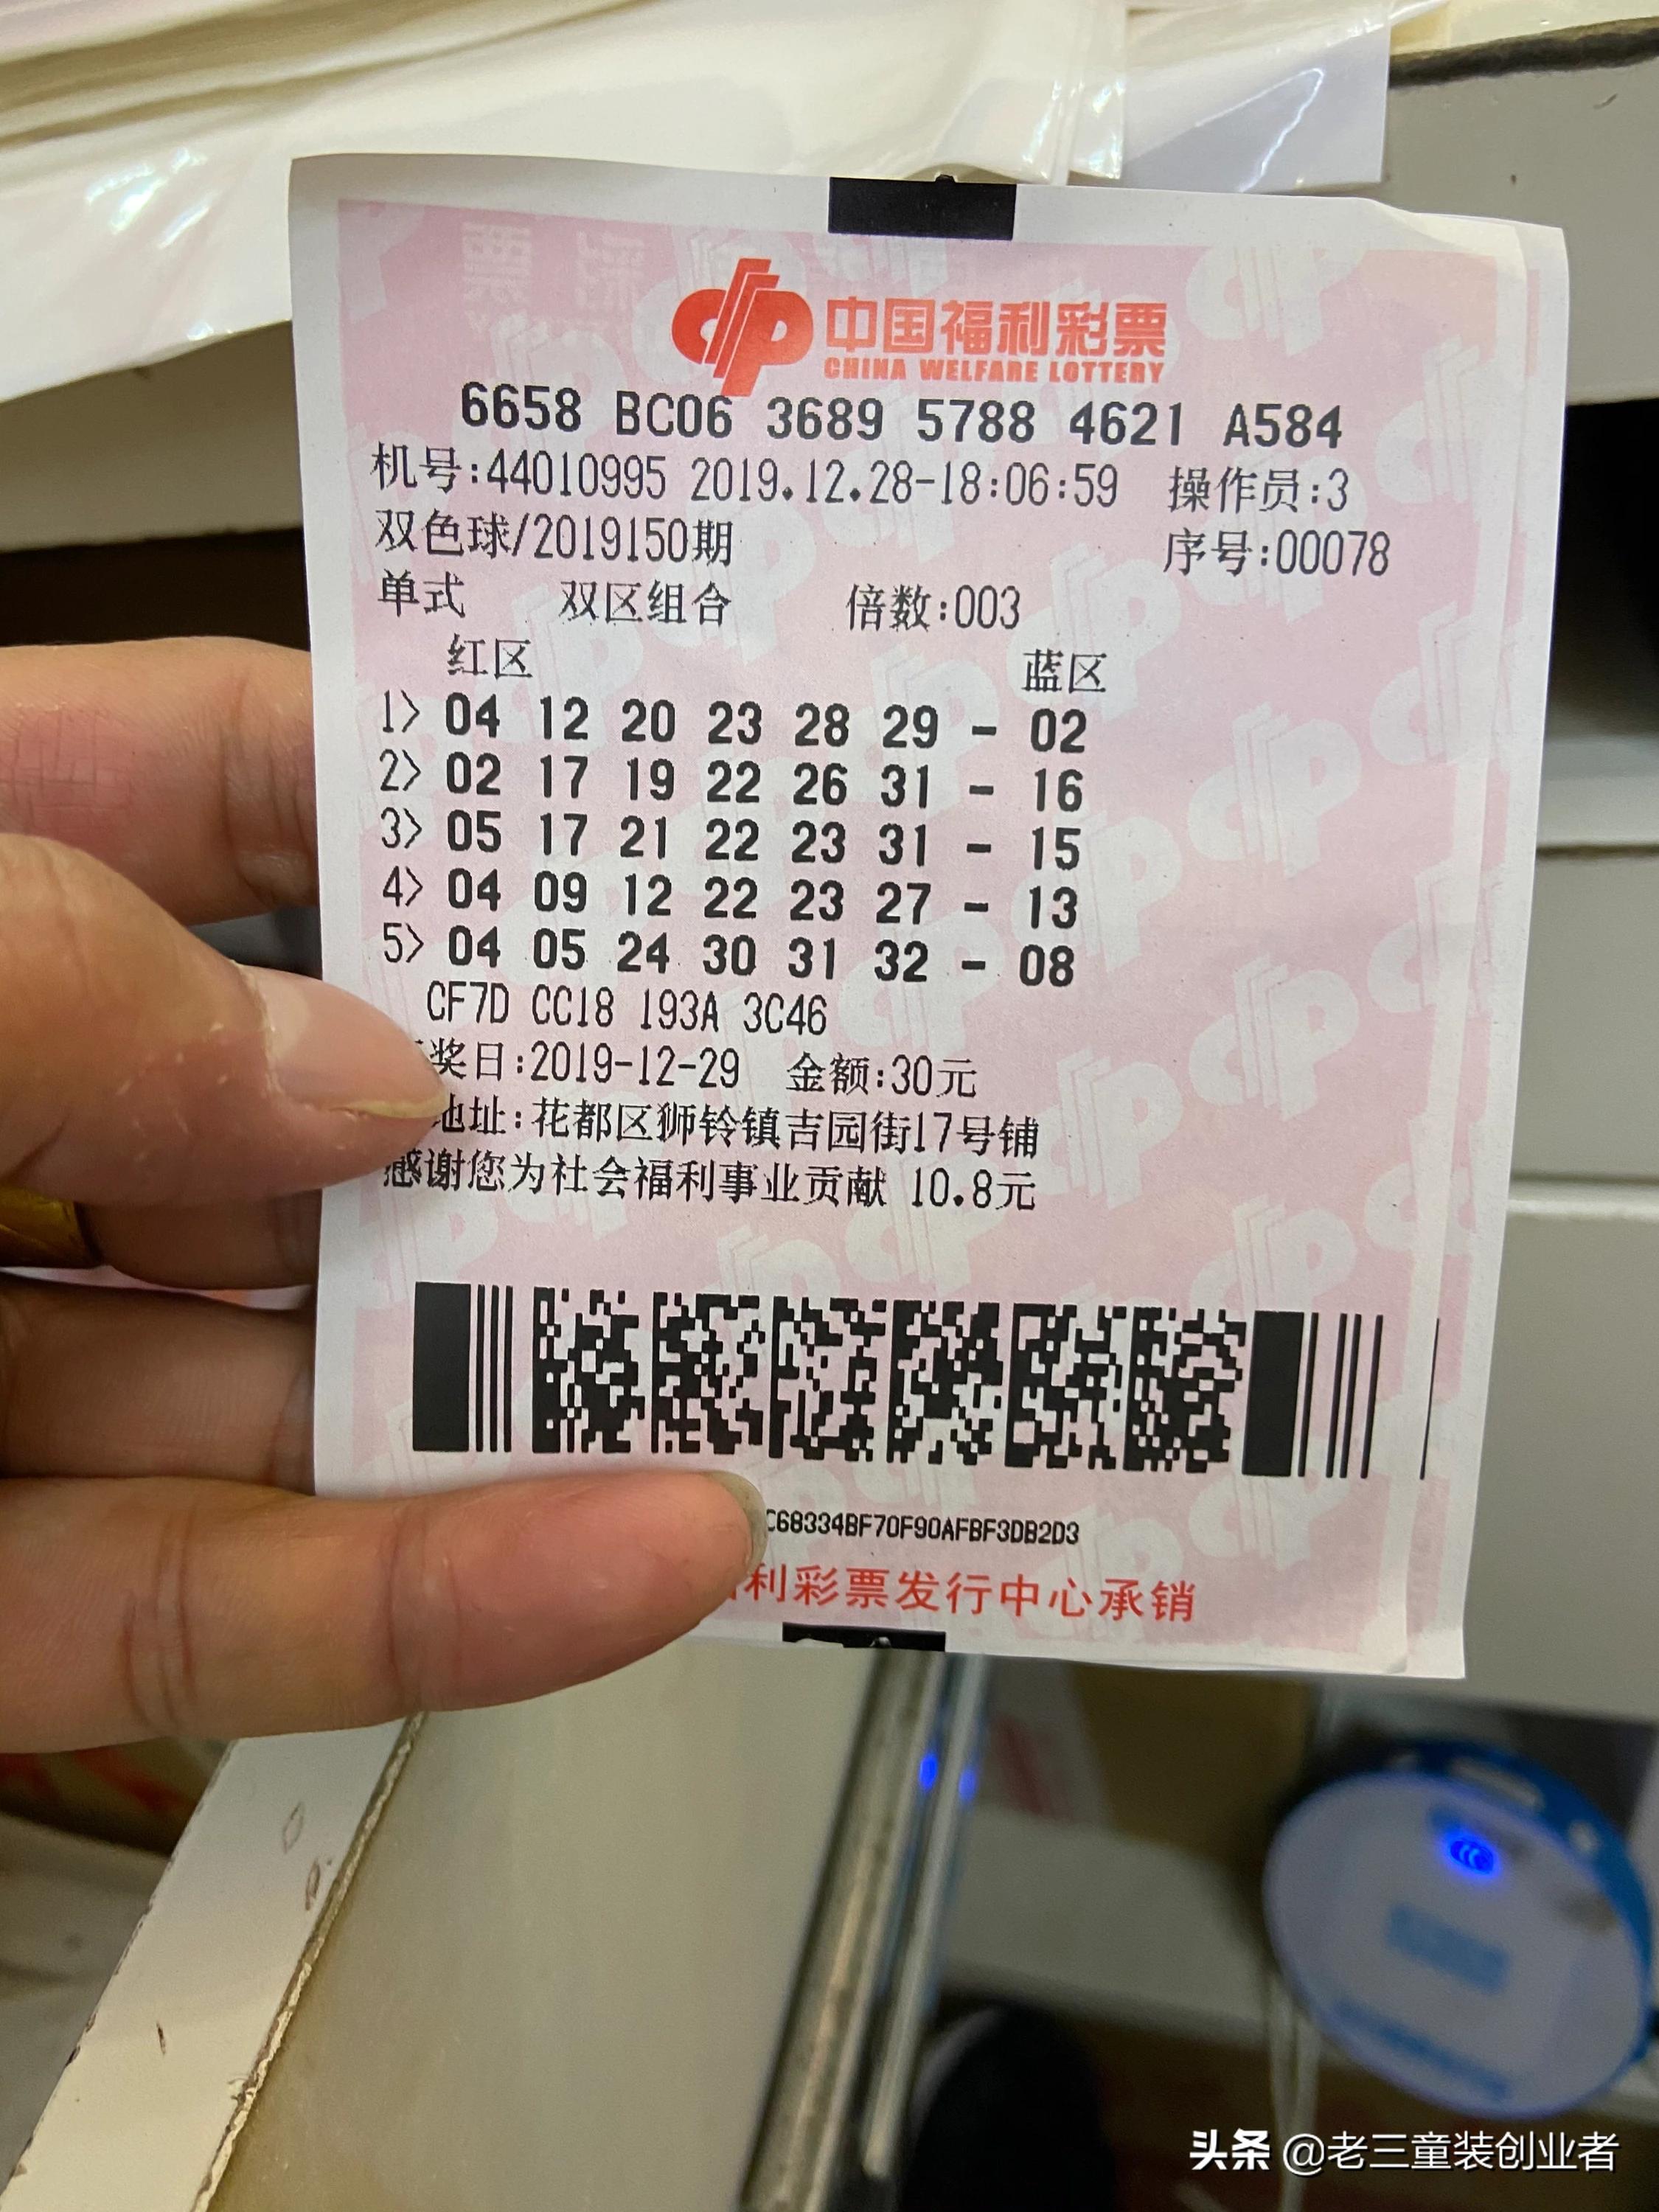 中国福利彩票
CHINA WELFARE LOTTERY
6658 BC06 3689 5788 4621 A584
机号:44010995 2019.12.28-18:06:59 操作员:3
双色球/2019150期 序号:00078
单式 双区组合 倍数:003
红区 蓝区
1> 04 12 20 23 28 29 - 02
2> 02 17 19 22 26 31 - 16
3> 05 17 21 22 23 31 - 15
4> 04 09 12 22 23 27 - 13
5> 04 05 24 30 31 32 - 08
CF7D CC18 193A 3C46
奖日:2019-12-29 金额:30元
地址:花都区狮铃镇吉园街17号铺
感谢您为社会福利事业贡献 10.8元
C68334BF70F90AFBF3DB2D3
利彩票发行中心承销
头条 @老三童装创业者